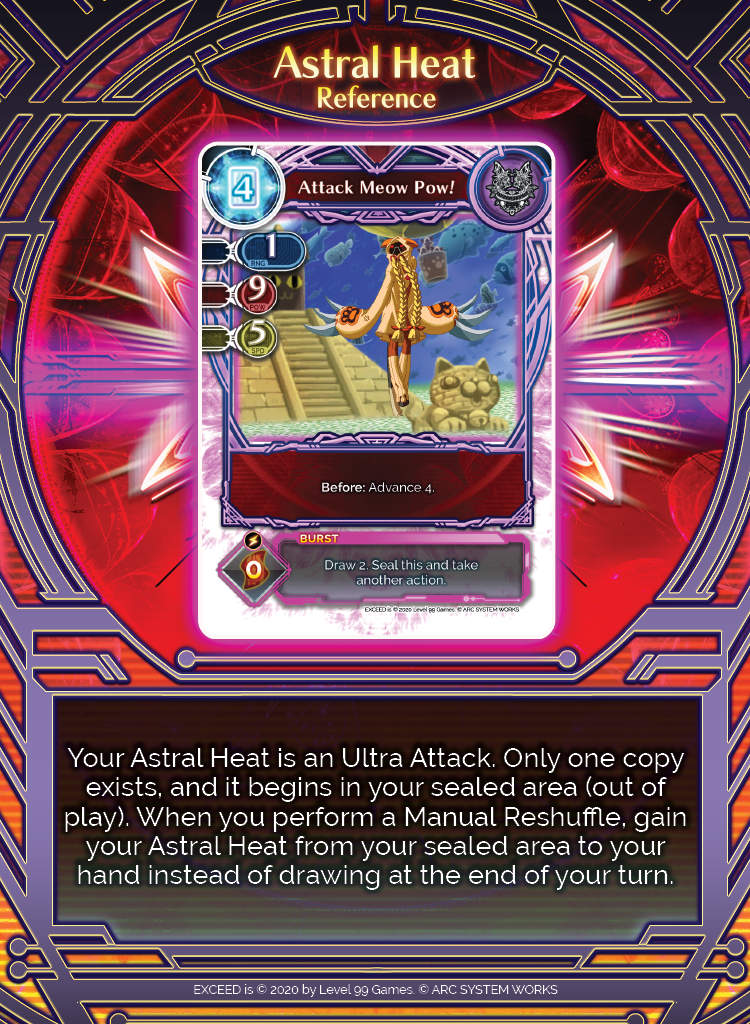 Astral Heat
Reference
4
Attack Meow Pow!
1
RNG
9
POW
5
SPD
Before: Advance 4.
BURST
0
Draw 2. Seal this and take
another action.
EXCEED is © 2020 Level 99 Games. © ARC SYSTEM WORKS
Your Astral Heat is an Ultra Attack. Only one copy
exists, and it begins in your sealed area (out of
play). When you perform a Manual Reshuffle, gain
your Astral Heat from your sealed area to your
hand instead of drawing at the end of your turn.
EXCEED is © 2020 by Level 99 Games. © ARC SYSTEM WORKS